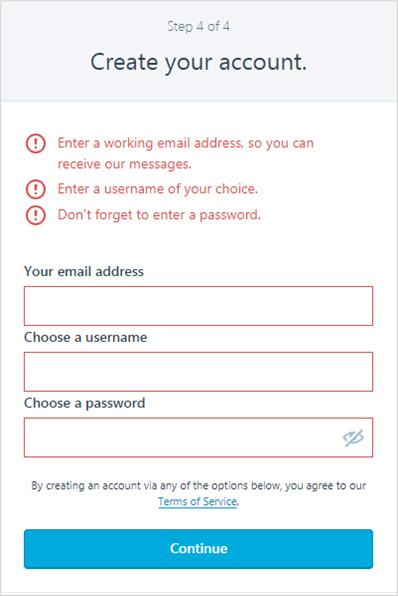 Step 4 of 4
Create your account.
Enter a working email address, so you can
receive our messages.
Enter a username of your choice.
Don't forget to enter a password.
Your email address
Choose a username
Choose a password
By creating an account via any of the options below, you agree to our
Terms of Service.
Continue